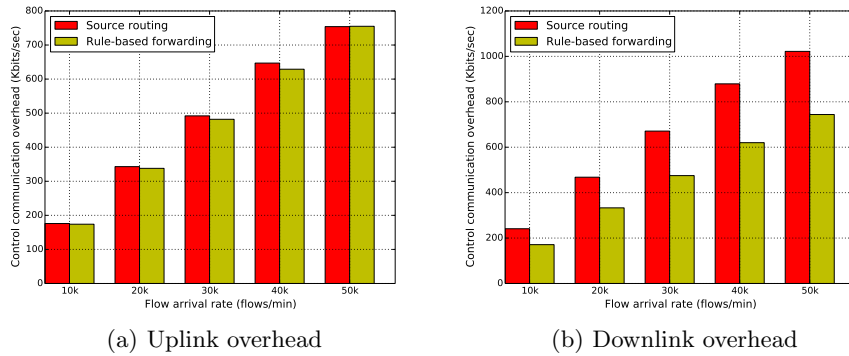 800
700
600
500
400
300
200
100
0
Control communication overhead (Kbits/sec)
Source routing
Rule-based forwarding
10k
20k
30k
40k
50k
Flow arrival rate (flows/min)
(a) Uplink overhead
1200
1000
800
600
400
200
0
Control communication overhead (Kbits/sec)
Source routing
Rule-based forwarding
10k
20k
30k
40k
50k
Flow arrival rate (flows/min)
(b) Downlink overhead